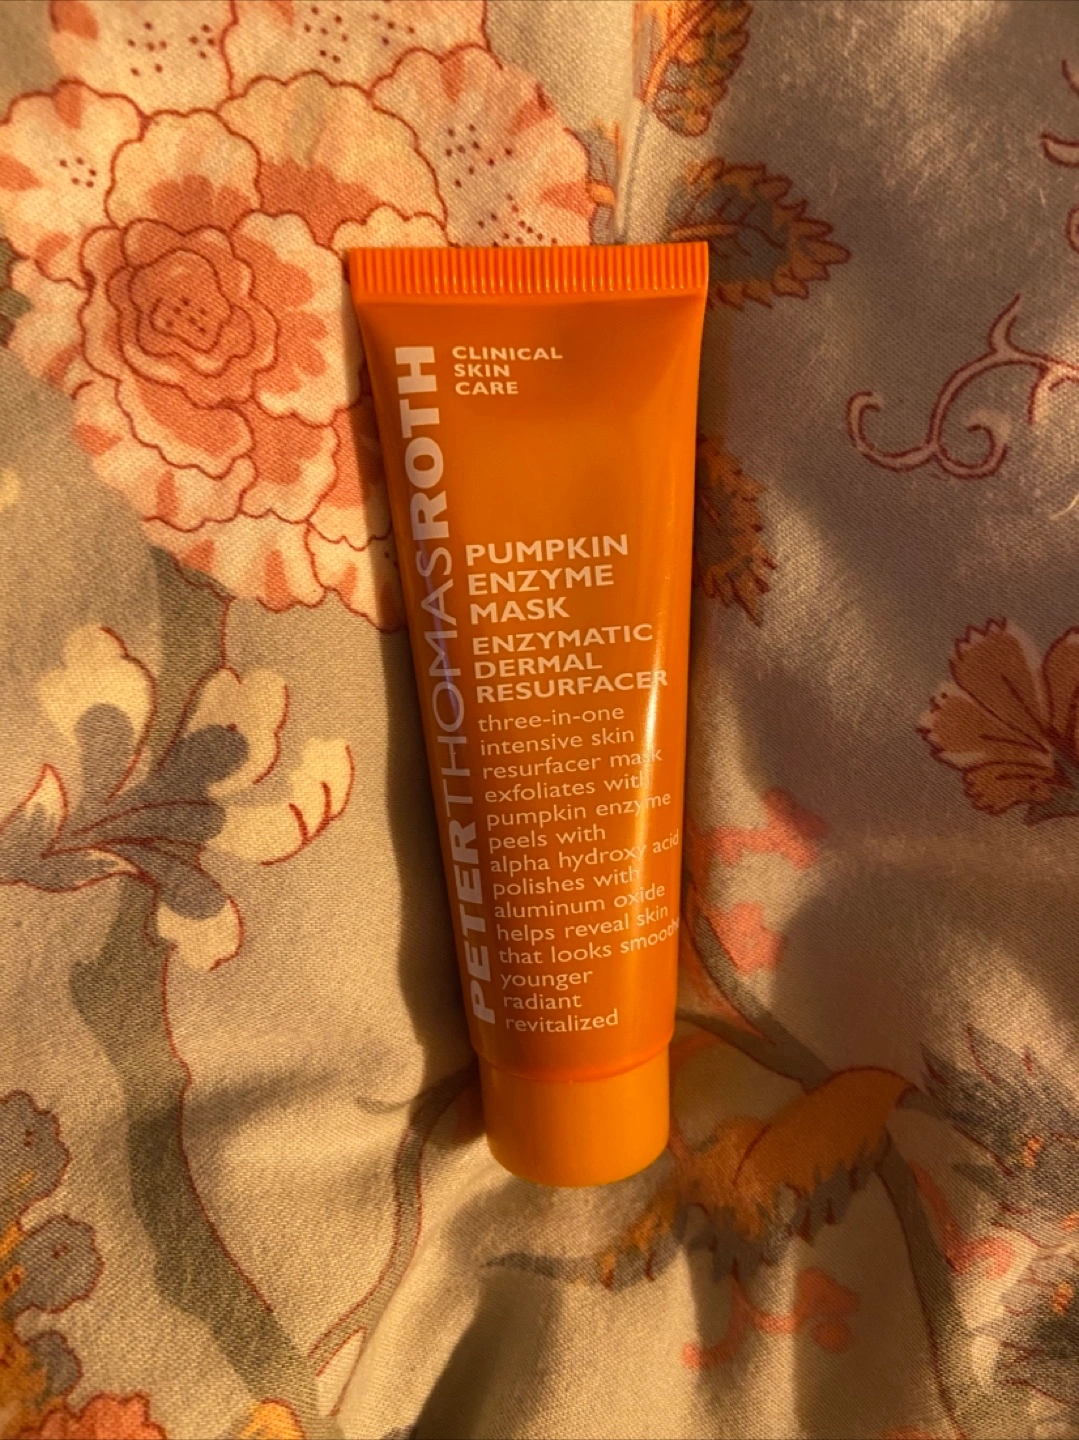 PETERTHOMASROTH
CLINICAL
SKIN
CARE
PUMPKIN
ENZYME
MASK
ENZYMATIC
DERMAL
RESURFACER
three-in-one
intensive skin
resurfacer mask
exfoliates with
pumpkin enzyme
peels with
alpha hydroxy acid
polishes with
aluminum oxide
helps reveal skin
that looks smooth
younger
radiant
revitalized